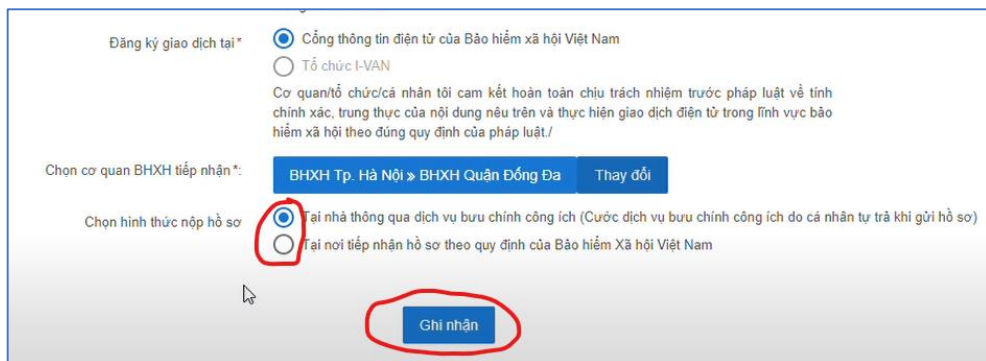 Đăng ký giao dịch tại*
Cổng thông tin điện tử của Bảo hiểm xã hội Việt Nam
Tổ chức I-VAN
Cơ quan/tổ chức/cá nhân tôi cam kết hoàn toàn chịu trách nhiệm trước pháp luật về tính
chính xác, trung thực của nội dung nêu trên và thực hiện giao dịch điện tử trong lĩnh vực bảo
hiểm xã hội theo đúng quy định của pháp luật./
Chọn cơ quan BHXH tiếp nhận*:
BHXH Tp. Hà Nội » BHXH Quận Đống Đa Thay đổi
Chọn hình thức nộp hồ sơ
Tại nhà thông qua dịch vụ bưu chính công ích (Cước dịch vụ bưu chính công ích do cá nhân tự trả khi gửi hồ sơ)
Tại nơi tiếp nhận hồ sơ theo quy định của Bảo hiểm Xã hội Việt Nam
Ghi nhận